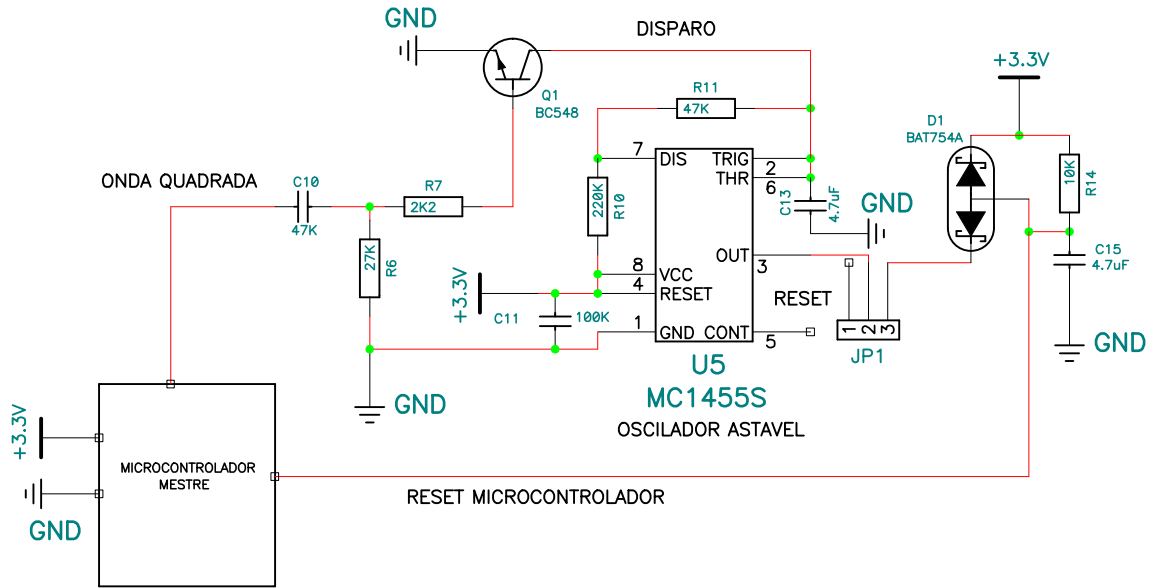 GND
DISPARO
+3.3V
Q1
BC548
R11
47K
D1
BAT754A
7
DIS
TRIG
2
THR
6
10K
R14
ONDA QUADRADA
C10
47K
R7
2K2
220K
R10
C13
4.7uF
GND
27K
R6
OUT
3
C15
4.7uF
+3.3V
8
VCC
4
RESET
RESET
C11
100K
1
GND
CONT
5
1
2
3
JP1
GND
U5
MC1455S
GND
OSCILADOR ASTAVEL
+3.3V
MICROCONTROLADOR
MESTRE
RESET MICROCONTROLADOR
GND